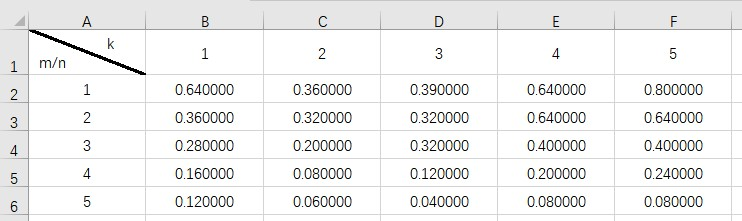 A B C D E F
k
1 m/n 1 2 3 4 5
2 1 0.640000 0.360000 0.390000 0.640000 0.800000
3 2 0.360000 0.320000 0.320000 0.640000 0.640000
4 3 0.280000 0.200000 0.320000 0.400000 0.400000
5 4 0.160000 0.080000 0.120000 0.200000 0.240000
6 5 0.120000 0.060000 0.040000 0.080000 0.080000